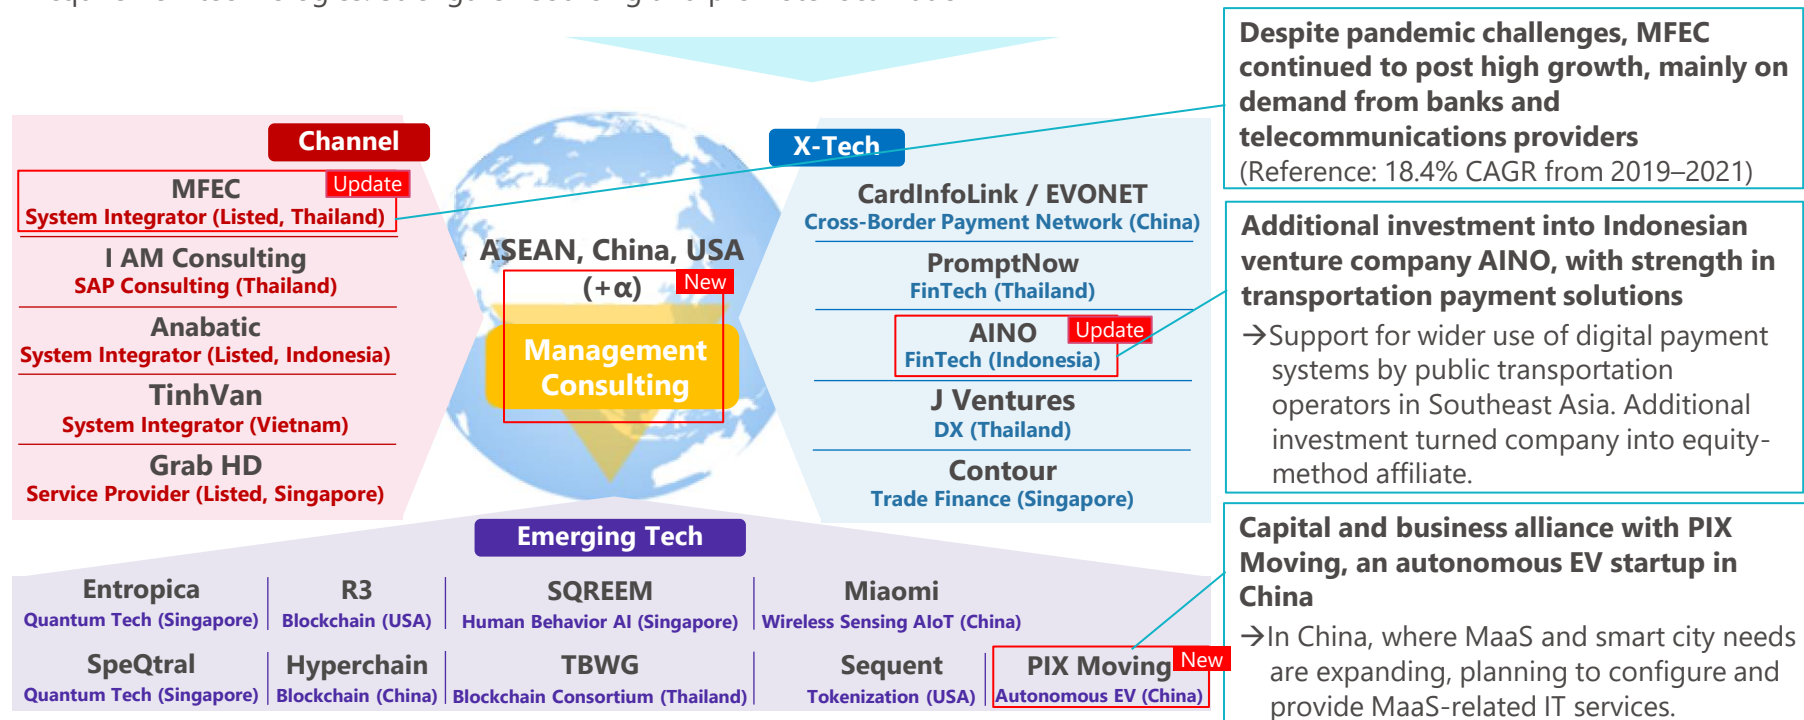 Channel
MFEC
Update
System Integrator (Listed, Thailand)
I AM Consulting
SAP Consulting (Thailand)
Anabatic
System Integrator (Listed, Indonesia)
TinhVan
System Integrator (Vietnam)
Grab HD
Service Provider (Listed, Singapore)
ASEAN, China, USA
(+α)
New
Management
Consulting
X-Tech
CardInfoLink / EVONET
Cross-Border Payment Network (China)
PromptNow
FinTech (Thailand)
AINO
Update
FinTech (Indonesia)
J Ventures
DX (Thailand)
Contour
Trade Finance (Singapore)
Emerging Tech
Entropica
Quantum Tech (Singapore)
R3
Blockchain (USA)
SQREEM
Human Behavior AI (Singapore)
Miaomi
Wireless Sensing AIoT (China)
SpeQtral
Quantum Tech (Singapore)
Hyperchain
Blockchain (China)
TBWG
Blockchain Consortium (Thailand)
Sequent
Tokenization (USA)
PIX Moving
New
Autonomous EV (China)
Despite pandemic challenges, MFEC
continued to post high growth, mainly on
demand from banks and
telecommunications providers
(Reference: 18.4% CAGR from 2019–2021)
Additional investment into Indonesian
venture company AINO, with strength in
transportation payment solutions
→Support for wider use of digital payment
systems by public transportation
operators in Southeast Asia. Additional
investment turned company into equity-
method affiliate.
Capital and business alliance with PIX
Moving, an autonomous EV startup in
China
→In China, where MaaS and smart city needs
are expanding, planning to configure and
provide MaaS-related IT services.